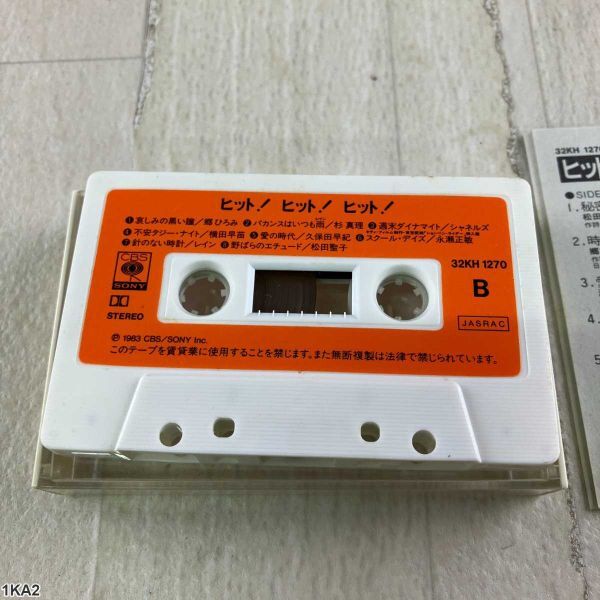 ヒット! ヒット! ヒット!
❶哀しみの黒い瞳／郷 ひろみ ❷バカンスはいつも雨／杉 真理 ❸週末ダイナマイト／シャネルズ
❹不安タジー・ナイト／横田早苗 ❺愛の時代／久保田早紀 ❻スクール・デイズ／永瀬正敏
❼針のない時計／レイン ❽野ばらのエチュード／松田聖子
32KH 1270
B
JASRAC
CBS
SONY
STEREO
Ⓟ 1983 CBS/SONY Inc.
このテープを賃貸業に使用することを禁じます。また無断複製は法律で禁じられています。
32KH 1270
ヒット
●SIDE
1. 秘密
松田
2. 時
3.
4.
5
1KA2